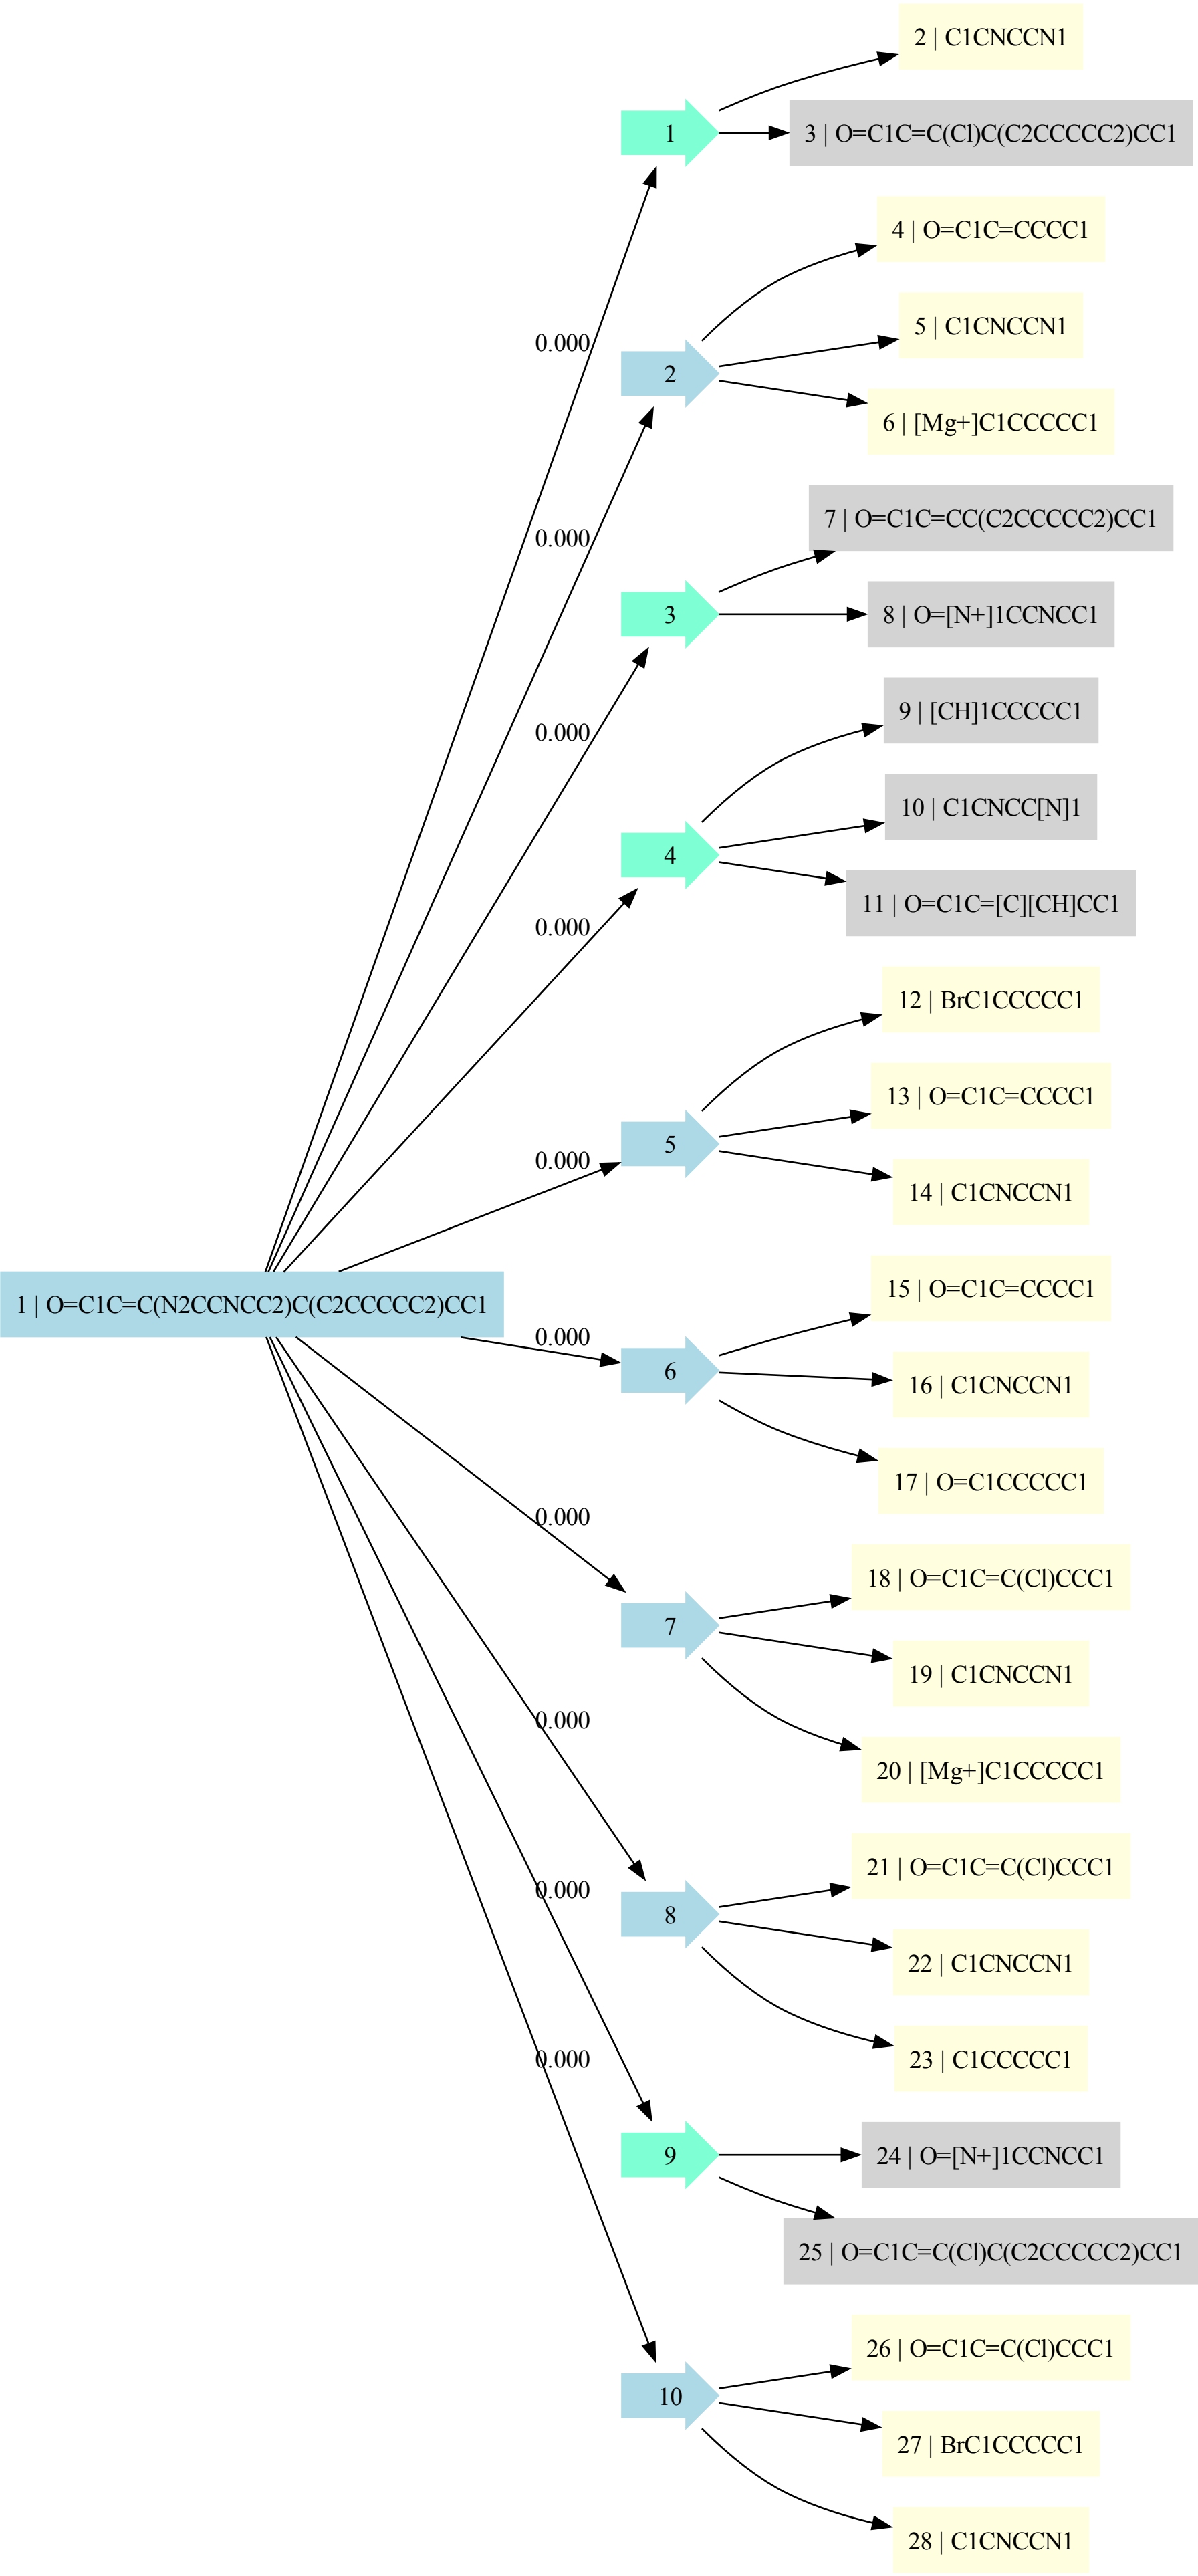 2 | C1CNCCN1
1
3 | O=C1C=C(Cl)C(C2CCCCC2)CC1
4 | O=C1C=CCCC1
5 | C1CNCCN1
0.000
2
6 | [Mg+]C1CCCCC1
7 | O=C1C=CC(C2CCCCC2)CC1
0.000
3
8 | O=[N+]1CCNCC1
9 | [CH]1CCCCC1
0.000
10 | C1CNCC[N]1
4
11 | O=C1C=[C][CH]CC1
0.000
12 | BrC1CCCCC1
13 | O=C1C=CCCC1
5
0.000
14 | C1CNCCN1
15 | O=C1C=CCCC1
1 | O=C1C=C(N2CCNCC2)C(C2CCCCC2)CC1
0.000
6
16 | C1CNCCN1
17 | O=C1CCCCC1
0.000
18 | O=C1C=C(Cl)CCC1
7
19 | C1CNCCN1
0.000
20 | [Mg+]C1CCCCC1
21 | O=C1C=C(Cl)CCC1
0.000
8
22 | C1CNCCN1
23 | C1CCCCC1
0.000
9
24 | O=[N+]1CCNCC1
25 | O=C1C=C(Cl)C(C2CCCCC2)CC1
26 | O=C1C=C(Cl)CCC1
10
27 | BrC1CCCCC1
28 | C1CNCCN1